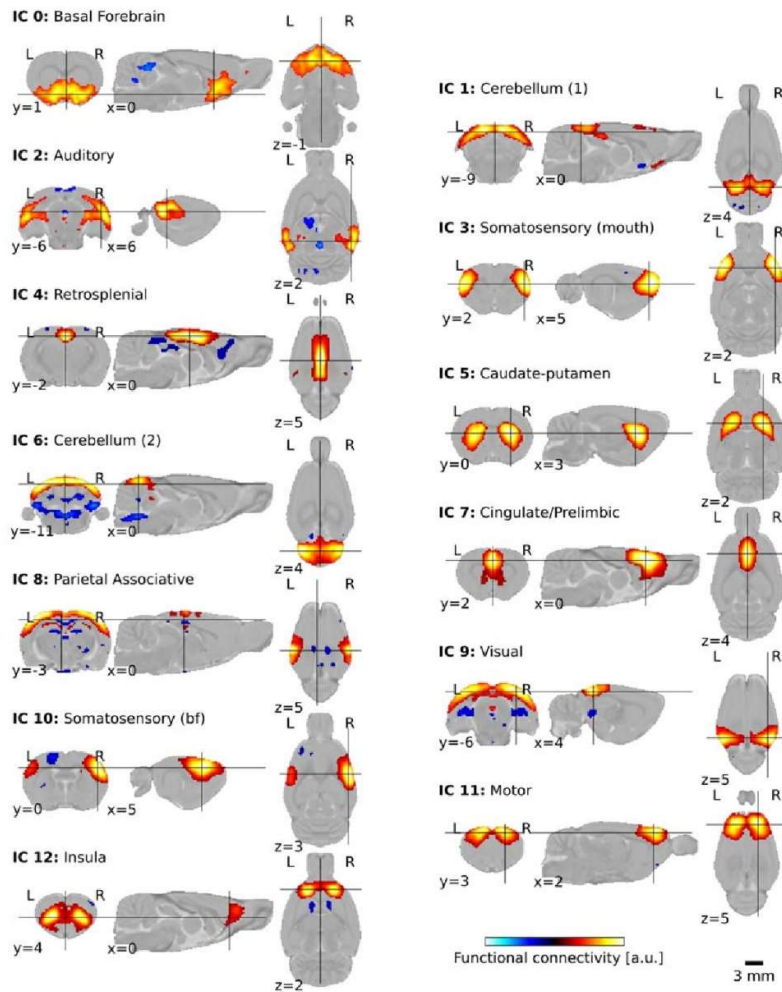 IC 0: Basal Forebrain
L R L R
y=1 x=0
z=-1
IC 2: Auditory
L R L R
y=-6 x=6
z=2
IC 4: Retrosplenial
L R L R
y=-2 x=0
z=5
IC 6: Cerebellum (2)
L R L R
y=-11 x=0
z=4
IC 8: Parietal Associative
L R L R
y=-3 x=0
z=5
IC 10: Somatosensory (bf)
L R L R
y=0 x=5
z=3
IC 12: Insula
L R L R
y=4 x=0
z=2
IC 1: Cerebellum (1)
L R L R
y=-9 x=0
z=4
IC 3: Somatosensory (mouth)
L R L R
y=2 x=5
z=2
IC 5: Caudate-putamen
L R L R
y=0 x=3
z=2
IC 7: Cingulate/Prelimbic
L R L R
y=2 x=0
z=4
IC 9: Visual
L R L R
y=-6 x=4
z=5
IC 11: Motor
L R L R
y=3 x=2
z=5
Functional connectivity [a.u.]
3 mm